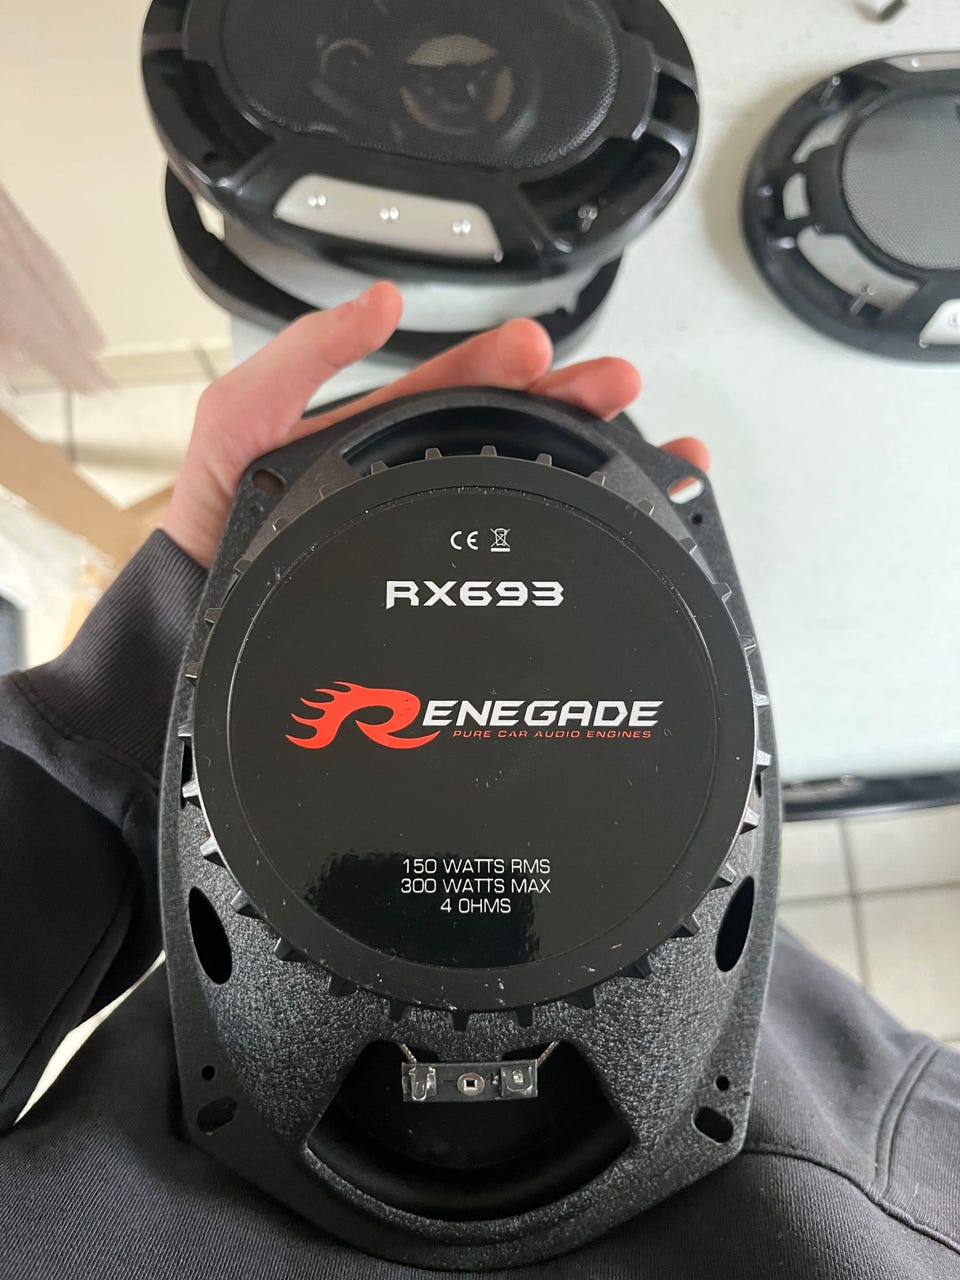 CE
RX693
RENEGADE
PURE CAR AUDIO ENGINES
150 WATTS RMS
300 WATTS MAX
4 OHMS